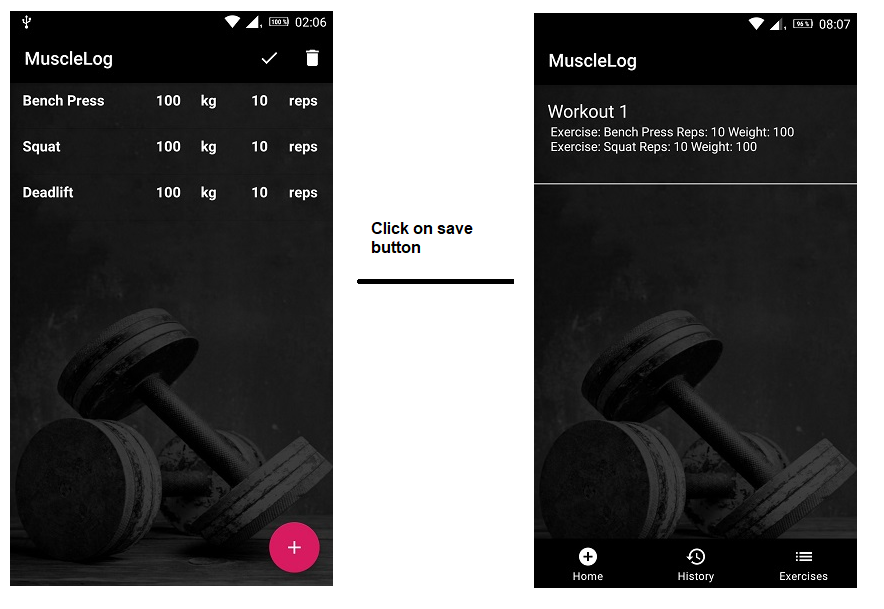 100 % 02:06
MuscleLog
Bench Press 100 kg 10 reps
Squat 100 kg 10 reps
Deadlift 100 kg 10 reps
+
Click on save
button
96 % 08:07
MuscleLog
Workout 1
Exercise: Bench Press Reps: 10 Weight: 100
Exercise: Squat Reps: 10 Weight: 100
Home History Exercises